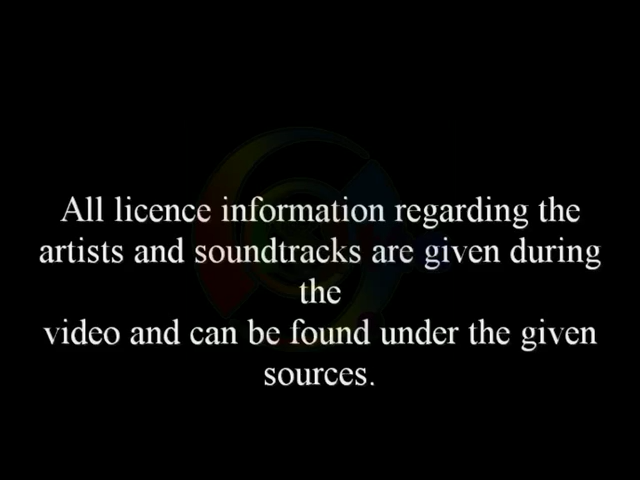 All licence information regarding the
artists and soundtracks are given during
the
video and can be found under the given
sources.